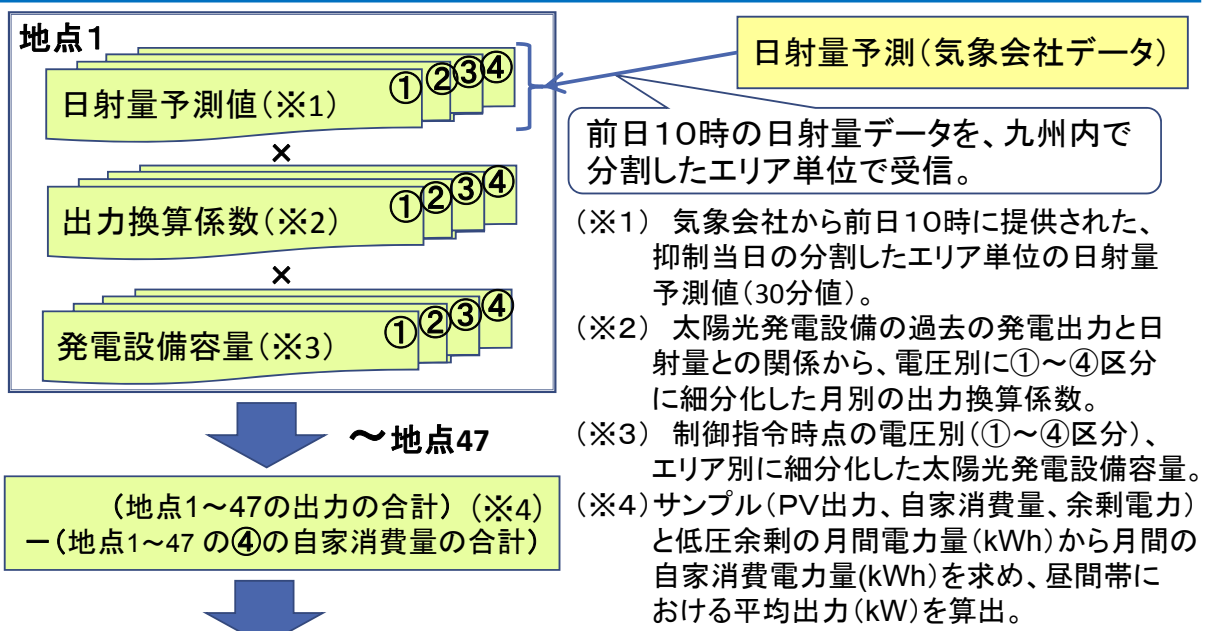 地点1
①②③④
日射量予測値(※1)
×
①②③④
出力換算係数(※2)
×
①②③④
発電設備容量(※3)
～地点47
(地点1～47の出力の合計)(※4)
－(地点1～47 の④の自家消費量の合計)
日射量予測(気象会社データ)
前日10時の日射量データを、九州内で
分割したエリア単位で受信。
(※1) 気象会社から前日10時に提供された、
抑制当日の分割したエリア単位の日射量
予測値(30分値)。
(※2) 太陽光発電設備の過去の発電出力と日
射量との関係から、電圧別に①～④区分
に細分化した月別の出力換算係数。
(※3) 制御指令時点の電圧別(①～④区分)、
エリア別に細分化した太陽光発電設備容量。
(※4)サンプル(PV出力、自家消費量、余剰電力)
と低圧余剰の月間電力量(kWh)から月間の
自家消費電力量(kWh)を求め、昼間帯に
おける平均出力(kW)を算出。